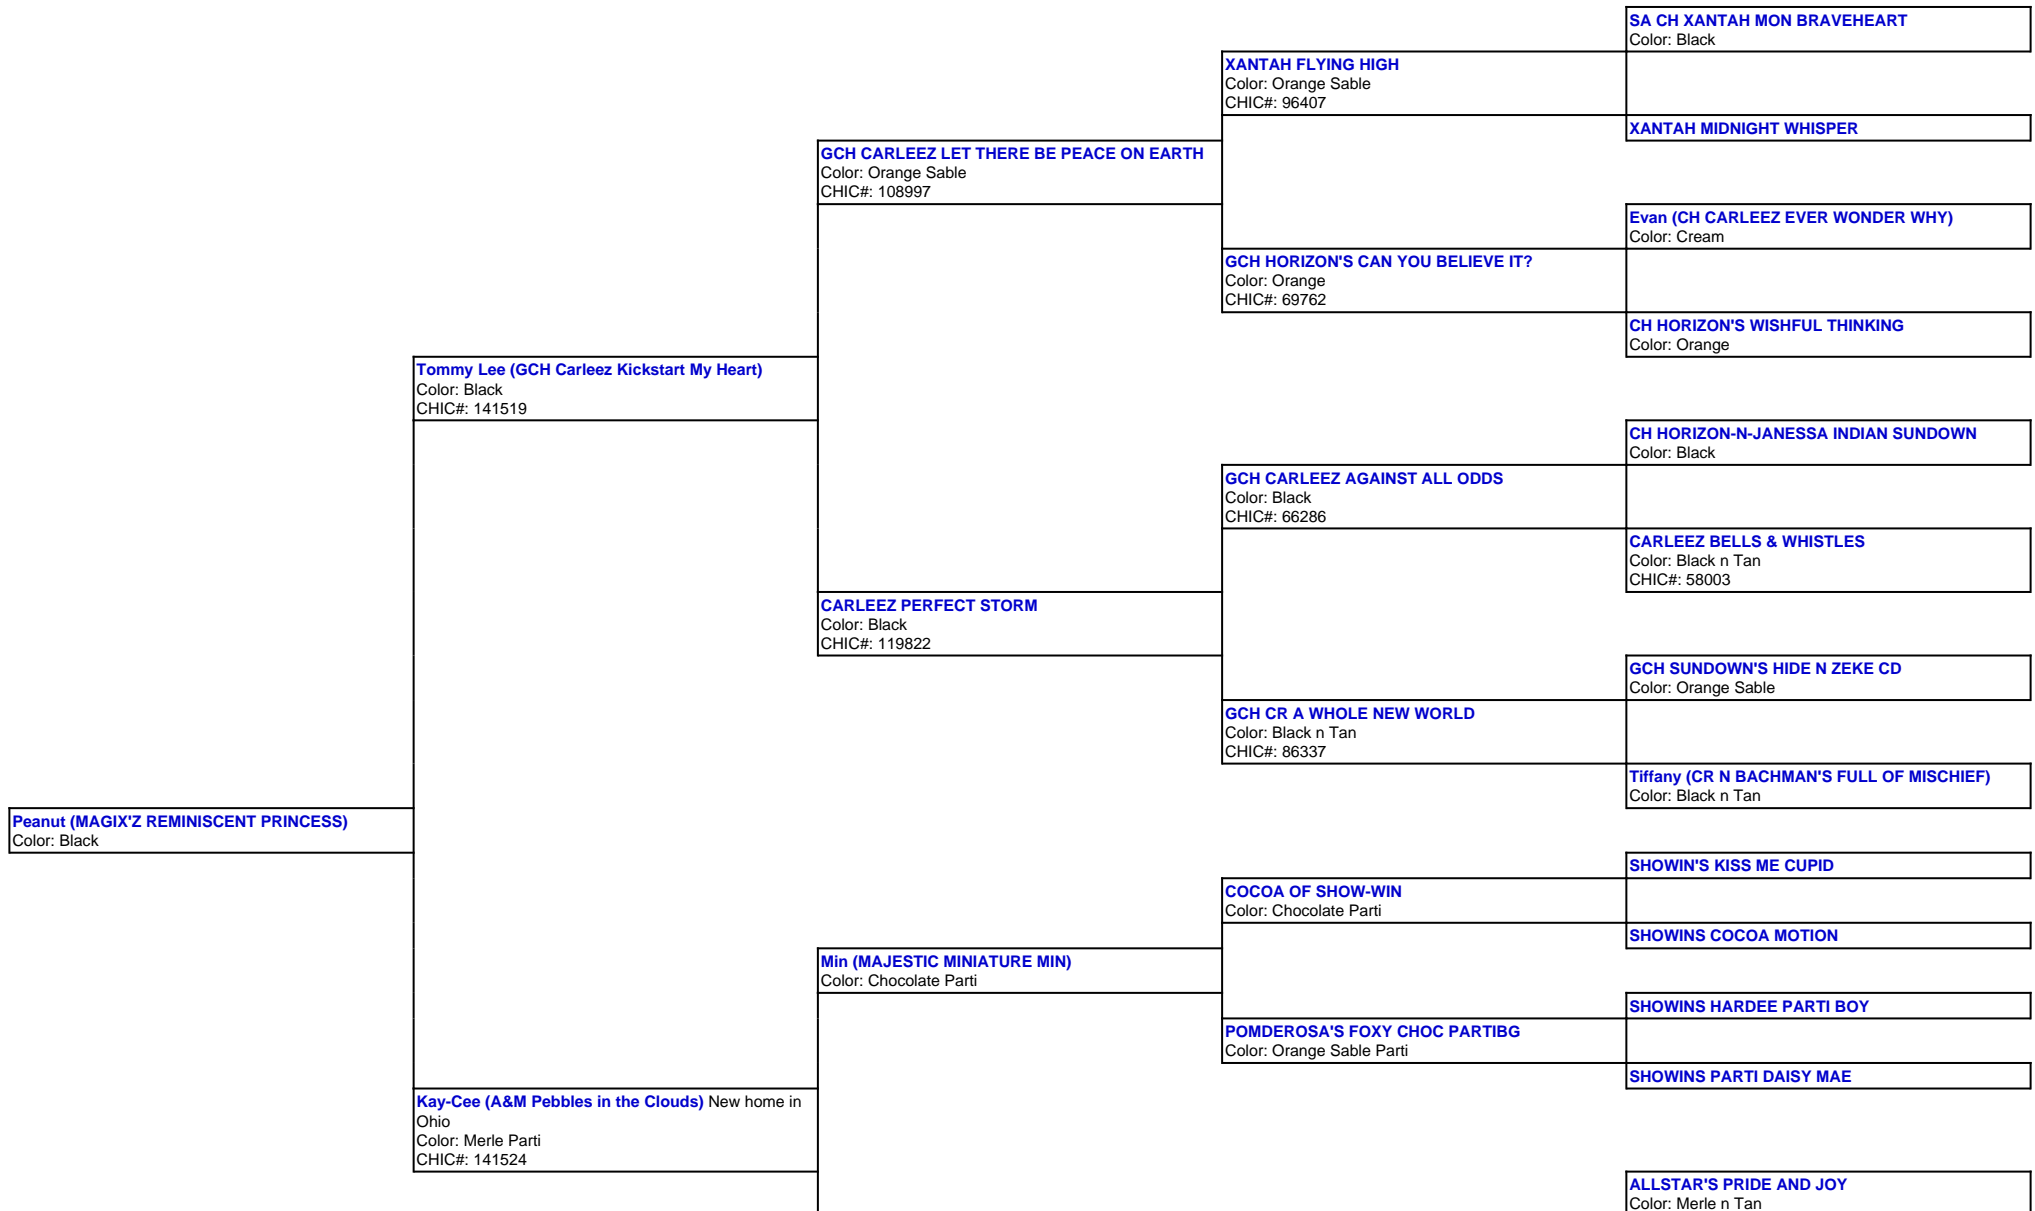 SA CH XANTAH MON BRAVEHEART
Color: Black
XANTAH FLYING HIGH
Color: Orange Sable
CHIC#: 96407
XANTAH MIDNIGHT WHISPER
GCH CARLEEZ LET THERE BE PEACE ON EARTH
Color: Orange Sable
CHIC#: 108997
Evan (CH CARLEEZ EVER WONDER WHY)
Color: Cream
GCH HORIZON'S CAN YOU BELIEVE IT?
Color: Orange
CHIC#: 69762
CH HORIZON'S WISHFUL THINKING
Color: Orange
Tommy Lee (GCH Carleez Kickstart My Heart)
Color: Black
CHIC#: 141519
CH HORIZON-N-JANESSA INDIAN SUNDOWN
Color: Black
GCH CARLEEZ AGAINST ALL ODDS
Color: Black
CHIC#: 66286
CARLEEZ BELLS & WHISTLES
Color: Black n Tan
CHIC#: 58003
CARLEEZ PERFECT STORM
Color: Black
CHIC#: 119822
GCH SUNDOWN'S HIDE N ZEKE CD
Color: Orange Sable
GCH CR A WHOLE NEW WORLD
Color: Black n Tan
CHIC#: 86337
Tiffany (CR N BACHMAN'S FULL OF MISCHIEF)
Color: Black n Tan
Peanut (MAGIX'Z REMINISCENT PRINCESS)
Color: Black
SHOWIN'S KISS ME CUPID
COCOA OF SHOW-WIN
Color: Chocolate Parti
SHOWINS COCOA MOTION
Min (MAJESTIC MINIATURE MIN)
Color: Chocolate Parti
SHOWINS HARDEE PARTI BOY
POMDEROSA'S FOXY CHOC PARTIBG
Color: Orange Sable Parti
SHOWINS PARTI DAISY MAE
Kay-Cee (A&M Pebbles in the Clouds) New home in
Ohio
Color: Merle Parti
CHIC#: 141524
ALLSTAR'S PRIDE AND JOY
Color: Merle n Tan